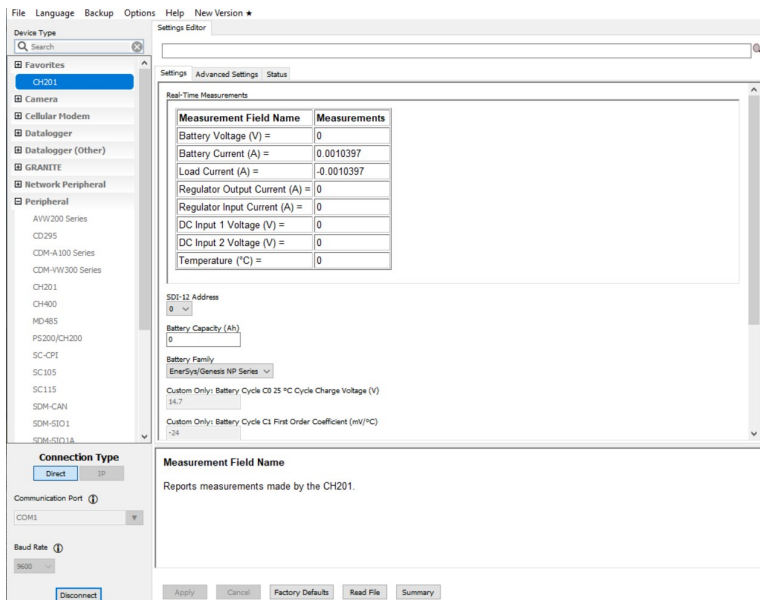 File Language Backup Options Help New Version ★
Device Type
Search
Favorites
CH201
Camera
Cellular Modem
Datalogger
Datalogger (Other)
GRANITE
Network Peripheral
Peripheral
AVW200 Series
CD295
CDM-A100 Series
CDM-VW300 Series
CH201
CH400
MD485
PS200/CH200
SC-CPI
SC105
SC115
SDM-CAN
SDM-SIO1
SDM-SIO1A
Connection Type
Direct IP
Communication Port
COM1
Baud Rate
9600
Disconnect
Settings Editor
Settings Advanced Settings Status
Real-Time Measurements
Measurement Field Name Measurements
Battery Voltage (V) = 0
Battery Current (A) = 0.0010397
Load Current (A) = -0.0010397
Regulator Output Current (A) = 0
Regulator Input Current (A) = 0
DC Input 1 Voltage (V) = 0
DC Input 2 Voltage (V) = 0
Temperature (°C) = 0
SDI-12 Address
0
Battery Capacity (Ah)
0
Battery Family
EnerSys/Genesis NP Series
Custom Only: Battery Cycle C0 25 °C Cycle Charge Voltage (V)
14.7
Custom Only: Battery Cycle C1 First Order Coefficient (mV/°C)
-24
Measurement Field Name
Reports measurements made by the CH201.
Apply Cancel Factory Defaults Read File Summary